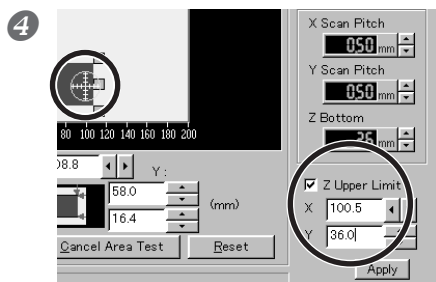 4
X Scan Pitch
0.50 mm
Y Scan Pitch
0.50 mm
Z Bottom
mm
80 100 120 140 160 180 200
08.8
Y :
58.0
(mm)
16.4
Cancel Area Test
Reset
Z Upper Limit
X 100.5
Y 36.0
Apply